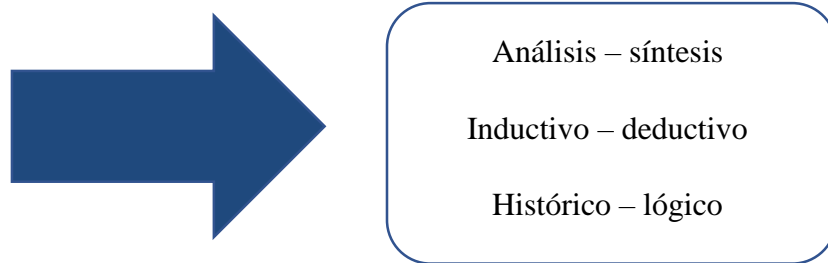 Análisis – síntesis
Inductivo – deductivo
Histórico – lógico